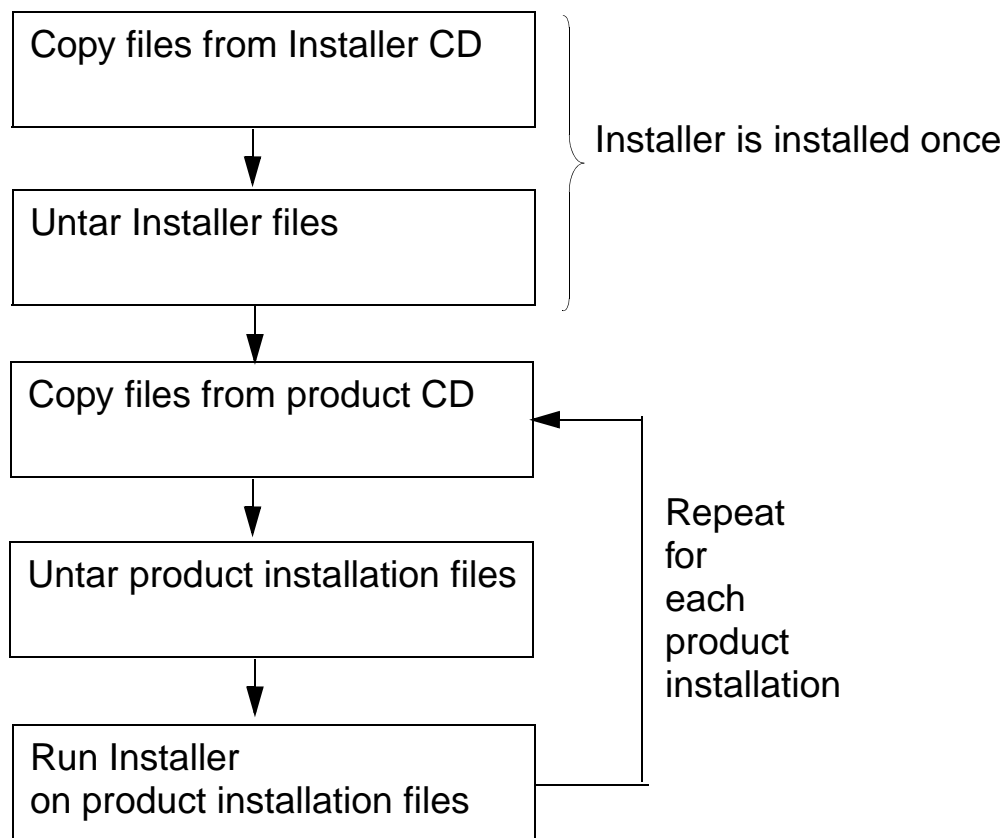 Copy files from Installer CD
Installer is installed once
Untar Installer files
Copy files from product CD
Untar product installation files
Repeat
for
each
product
installation
Run Installer
on product installation files